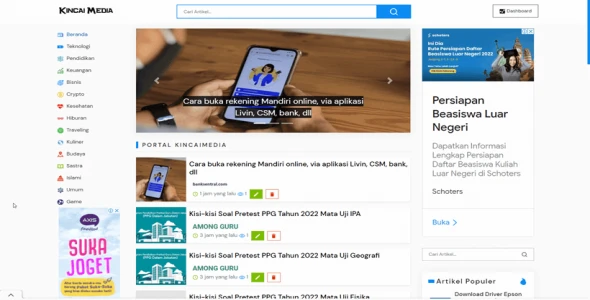 KINCAI MEDIA
Cari Artikel...
Dashboard
Beranda
Teknologi
Pendidikan
Keuangan
Bisnis
Crypto
Kesehatan
Hiburan
Traveling
Kuliner
Budaya
Sastra
Islami
Umum
Game
AXIS
SUKA
JOGET
Cara buka rekening Mandiri online, via aplikasi
Livin, CSM, bank, dll
PORTAL KINCAIMEDIA
Cara buka rekening Mandiri online, via aplikasi Livin, CSM, bank,
dll
bankcentral.com
1 jam yang lalu 1
Kisi-kisi Soal Pretest PPG Tahun 2022 Mata Uji IPA
AMONG GURU
3 jam yang lalu 1
Kisi-kisi Soal Pretest PPG Tahun 2022 Mata Uji Geografi
AMONG GURU
3 jam yang lalu 1
Kisi-kisi Soal Pretest PPG Tahun 2022 Mata Uji Fisika
schoters
Ini Dia
Rute Persiapan Daftar
Beasiswa Luar Negeri 2022
Persiapan
Beasiswa Luar
Negeri
Dapatkan Informasi
Lengkap Persiapan
Daftar Beasiswa Kuliah
Luar Negeri di Schoters
Schoters
Buka
Cari Artikel...
Artikel Populer
Download Driver Epson